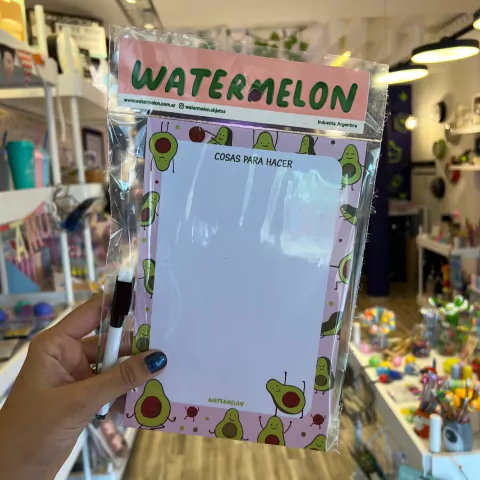 WATERMELON
www.watermelon.com.ar watermelon.objetos
Industria Argentina
COSAS PARA HACER
WATERMELON